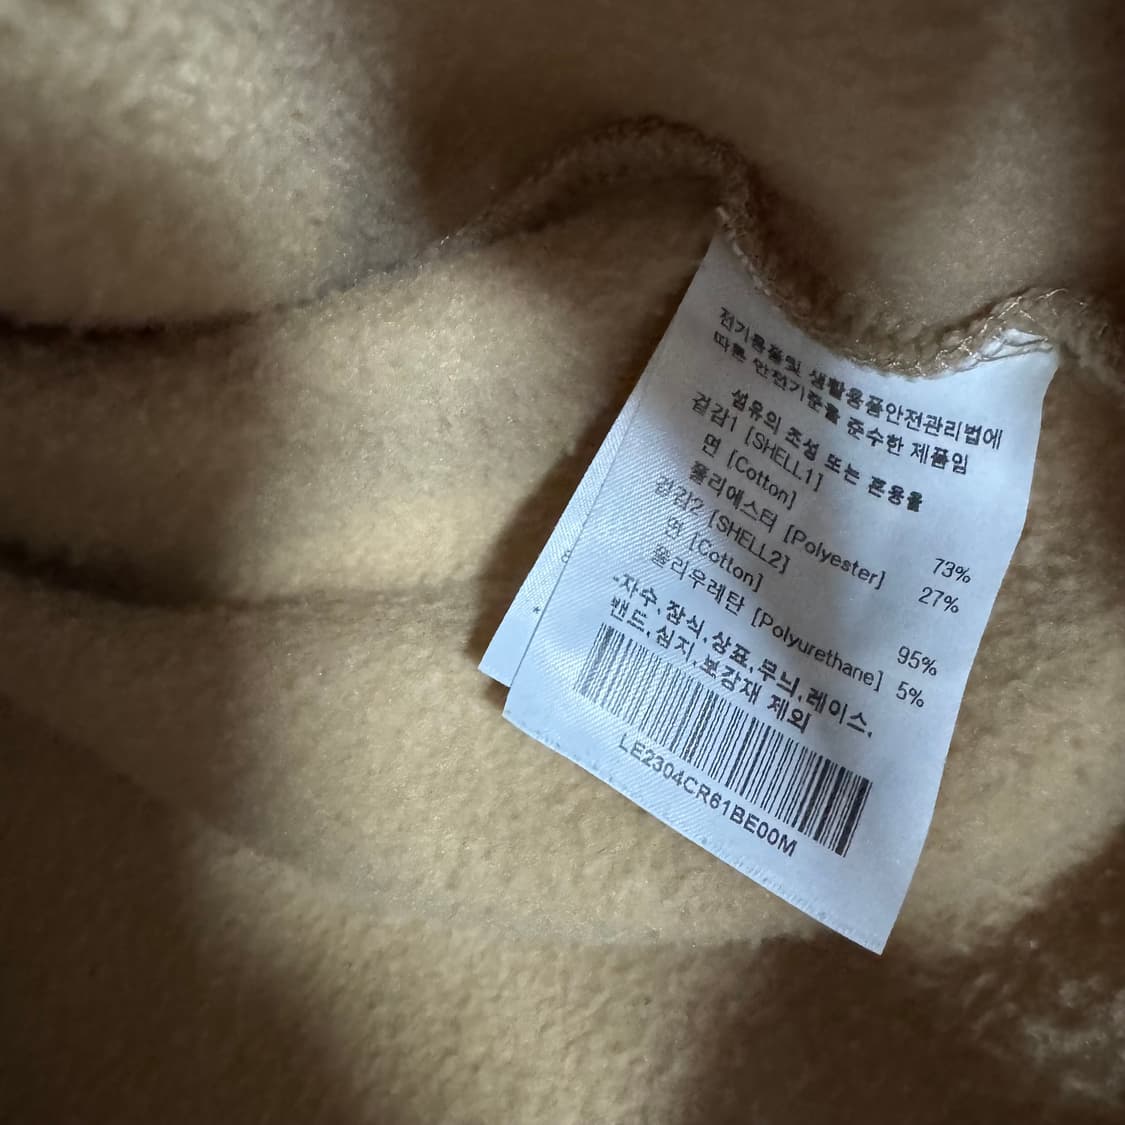 전기용품및 생활용품안전관리법에
따른 안전기준을 준수한 제품임
섬유의 조성 또는 혼용율
겉감1 [SHELL1]
면 [Cotton] 73%
폴리에스터 [Polyester] 27%
겉감2 [SHELL2]
면 [Cotton] 95%
폴리우레탄 [Polyurethane] 5%
-자수.장식.상표.무늬.레이스.
밴드.심지.보강재 제외
LE2304CR61BE00M